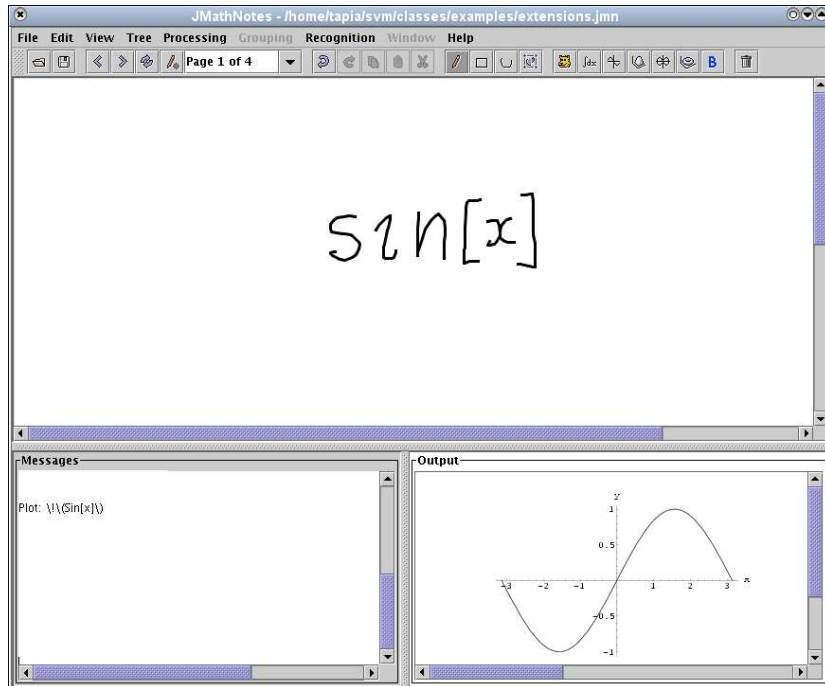 JMathNotes - /home/tapia/svm/classes/examples/extensions.jmn
File Edit View Tree Processing Grouping Recognition Window Help
Page 1 of 4 ∫dx B
sin[x]
Messages
Plot: \!\(Sin[x]\)
Output
y
1
0.5
-3 -2 -1 1 2 3 x
-0.5
-1